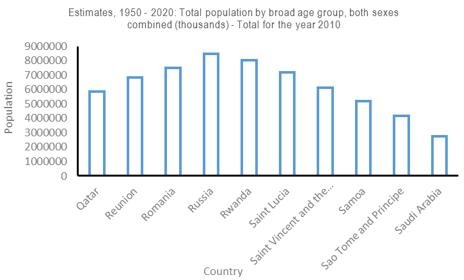 Estimates, 1950 - 2020: Total population by broad age group, both sexes
combined (thousands) - Total for the year 2010
9000000
8000000
7000000
6000000
5000000
4000000
3000000
2000000
1000000
0
Population
Qatar
Reunion
Romania
Russia
Rwanda
Saint Lucia
Saint Vincent and the...
Samoa
Sao Tome and Principe
Saudi Arabia
Country